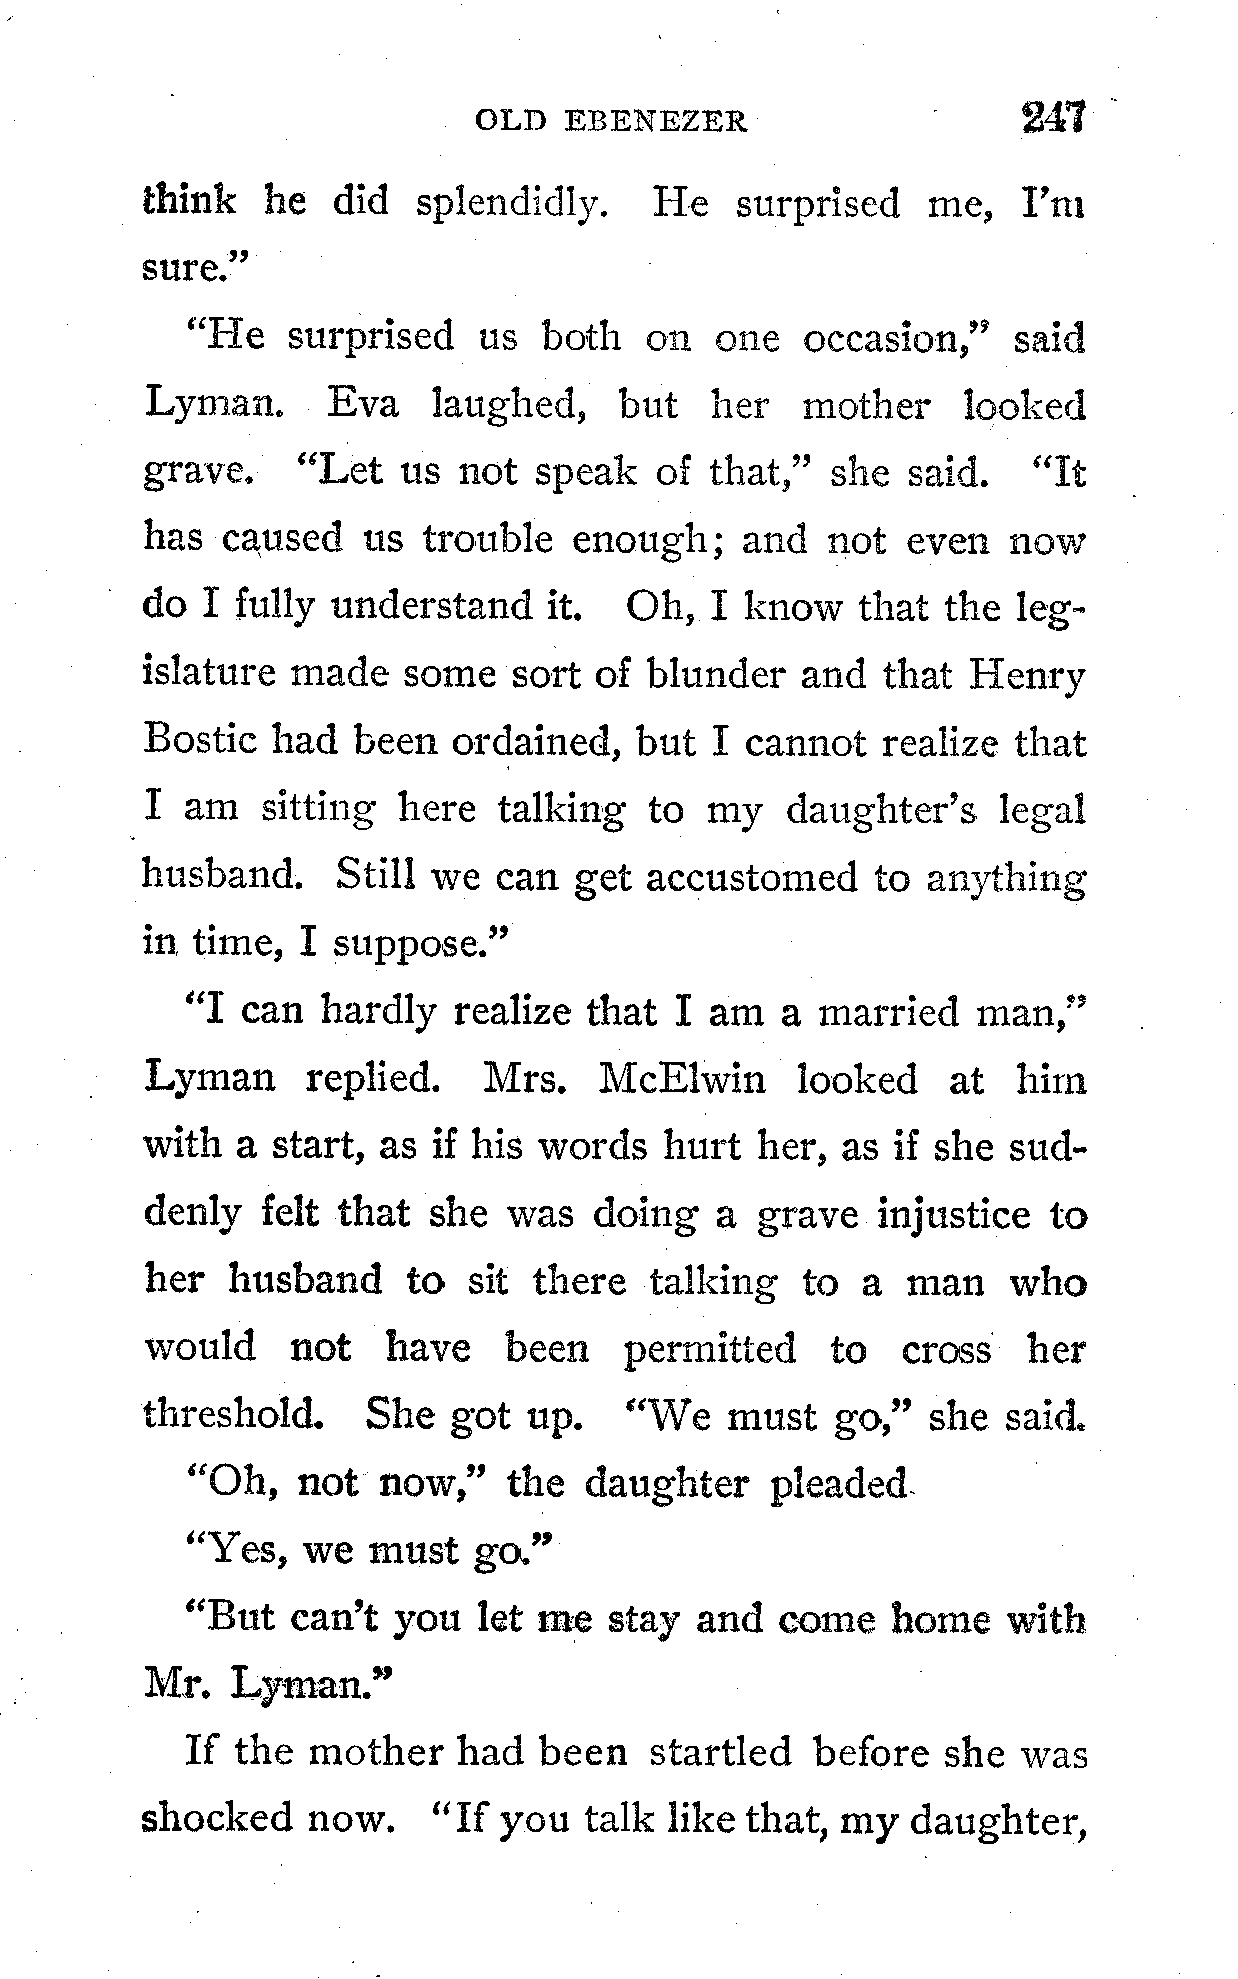 OLD EBENEZER 247
think he did splendidly. He surprised me, I'm
sure."
"He surprised us both on one occasion," said
Lyman. Eva laughed, but her mother looked
grave. "Let us not speak of that," she said. "It
has caused us trouble enough; and not even now
do I fully understand it. Oh, I know that the leg-
islature made some sort of blunder and that Henry
Bostic had been ordained, but I cannot realize that
I am sitting here talking to my daughter's legal
husband. Still we can get accustomed to anything
in time, I suppose."
"I can hardly realize that I am a married man,"
Lyman replied. Mrs. McElwin looked at him
with a start, as if his words hurt her, as if she sud-
denly felt that she was doing a grave injustice to
her husband to sit there talking to a man who
would not have been permitted to cross her
threshold. She got up. "We must go," she said.
"Oh, not now," the daughter pleaded.
"Yes, we must go."
"But can't you let me stay and come home with
Mr. Lyman."
If the mother had been startled before she was
shocked now. "If you talk like that, my daughter,